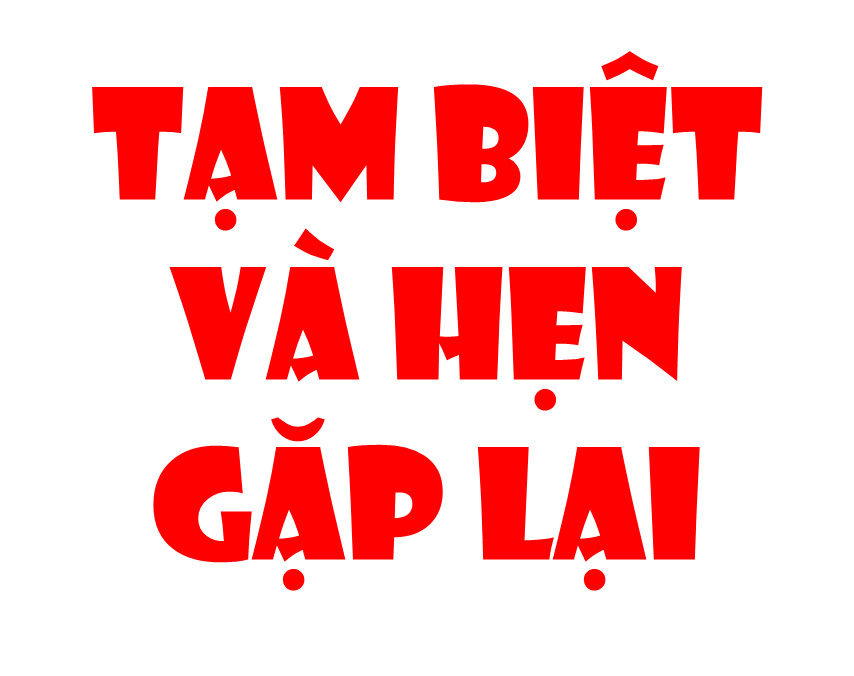 TẠM BIỆT
VÀ HẸN
GẶP LẠI